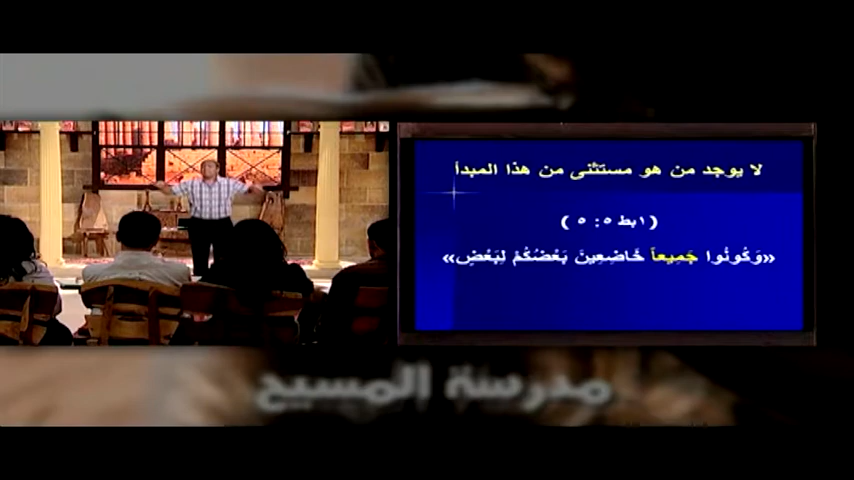 لا يوجد من هو مستثنى من هذا المبدأ
(١بط ٥: ٥)
«وَكُونُوا جَمِيعاً خَاضِعِينَ بَعْضُكُمْ لِبَعْضٍ»
مدرسة المسيح